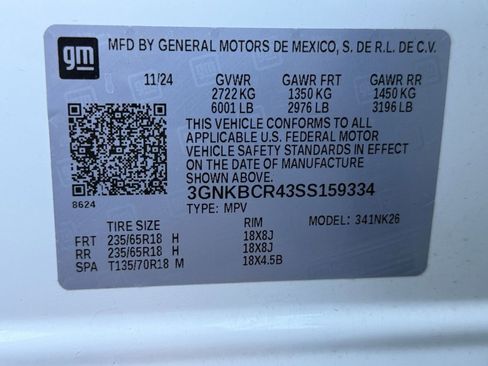 gm
MFD BY GENERAL MOTORS DE MEXICO, S. DE R.L. DE C.V.
11/24 GVWR GAWR FRT GAWR RR
2722 KG 1350 KG 1450 KG
6001 LB 2976 LB 3196 LB
THIS VEHICLE CONFORMS TO ALL
APPLICABLE U.S. FEDERAL MOTOR
VEHICLE SAFETY STANDARDS IN EFFECT
ON THE DATE OF MANUFACTURE
SHOWN ABOVE.
8624
3GNKBCR43SS159334
TYPE: MPV MODEL: 341NK26
TIRE SIZE RIM
FRT 235/65R18 H 18X8J
RR 235/65R18 H 18X8J
SPA T135/70R18 M 18X4.5B